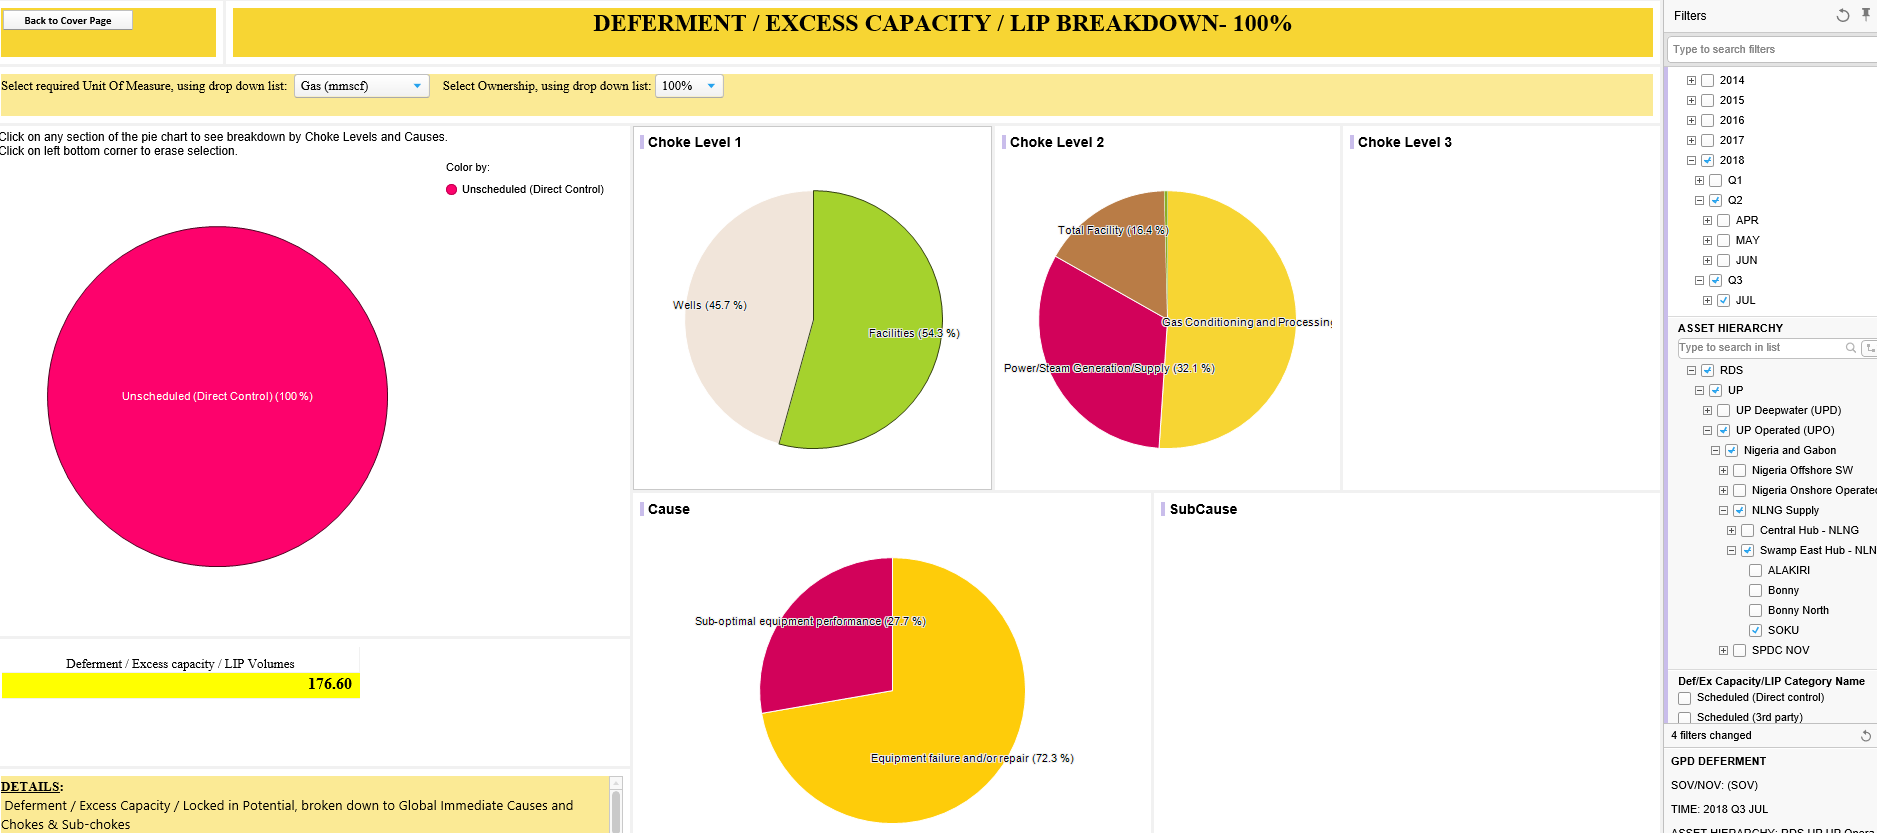 Back to Cover Page
DEFERMENT / EXCESS CAPACITY / LIP BREAKDOWN- 100%
Select required Unit Of Measure, using drop down list:
Gas (mmscf)
Select Ownership, using drop down list:
100%
Click on any section of the pie chart to see breakdown by Choke Levels and Causes.
Click on left bottom corner to erase selection.
Color by:
Unscheduled (Direct Control)
Unscheduled (Direct Control) (100 %)
Choke Level 1
Wells (45.7 %)
Facilities (54.3 %)
Choke Level 2
Total Facility (16.4 %)
Gas Conditioning and Processing
Power/Steam Generation/Supply (32.1 %)
Choke Level 3
Cause
Sub-optimal equipment performance (27.7 %)
Equipment failure and/or repair (72.3 %)
SubCause
Deferment / Excess capacity / LIP Volumes
176.60
DETAILS:
Deferment / Excess Capacity / Locked in Potential, broken down to Global Immediate Causes and
Chokes & Sub-chokes
Filters
Type to search filters
2014
2015
2016
2017
2018
Q1
Q2
APR
MAY
JUN
Q3
JUL
ASSET HIERARCHY
Type to search in list
RDS
UP
UP Deepwater (UPD)
UP Operated (UPO)
Nigeria and Gabon
Nigeria Offshore SW
Nigeria Onshore Operated
NLNG Supply
Central Hub - NLNG
Swamp East Hub - NLN
ALAKIRI
Bonny
Bonny North
SOKU
SPDC NOV
Def/Ex Capacity/LIP Category Name
Scheduled (Direct control)
Scheduled (3rd party)
4 filters changed
GPD DEFERMENT
SOV/NOV: (SOV)
TIME: 2018 Q3 JUL
ASSET HIERARCHY: RDS UP UP Opera